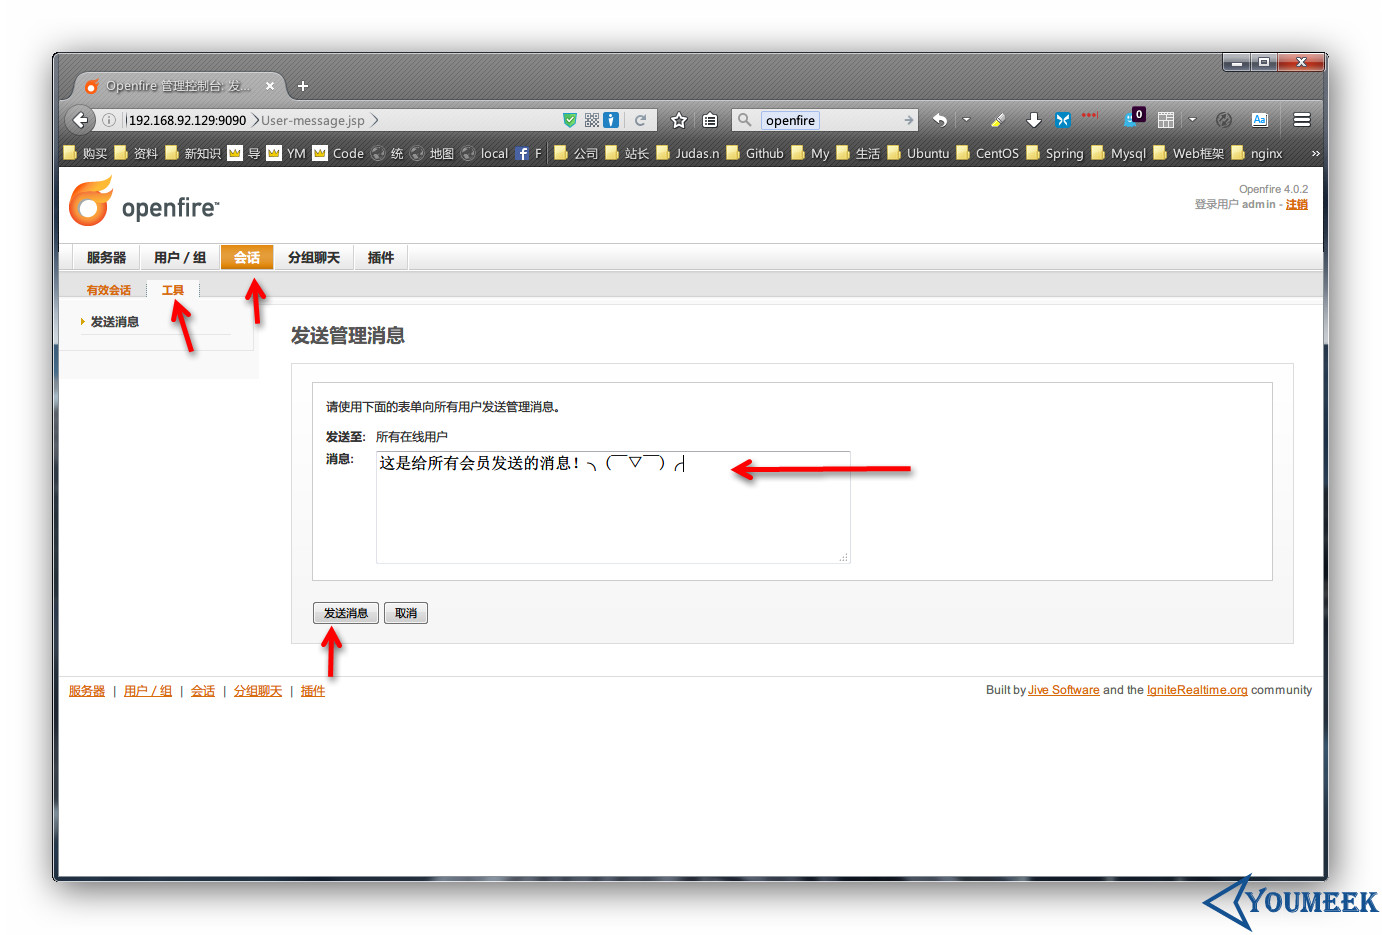 Openfire 管理控制台: 发...
192.168.92.129:9090 User-message.jsp
openfire
0
Aa
购买 资料 新知识 导 YM Code 统 地图 local F 公司 站长 Judas.n Github My 生活 Ubuntu CentOS Spring Mysql Web框架 nginx »
openfire™
Openfire 4.0.2
登录用户 admin - 注销
服务器 用户 / 组 会话 分组聊天 插件
有效会话 工具
发送消息
发送管理消息
请使用下面的表单向所有用户发送管理消息。
发送至: 所有在线用户
消息: 这是给所有会员发送的消息!╮(￣▽￣)╭
发送消息 取消
服务器 | 用户 / 组 | 会话 | 分组聊天 | 插件
Built by Jive Software and the IgniteRealtime.org community
YOUMEEK